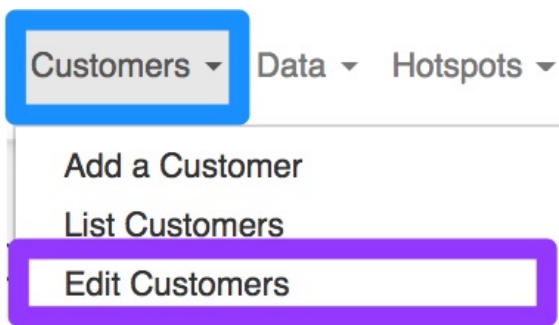 Customers Data Hotspots
Add a Customer
List Customers
Edit Customers